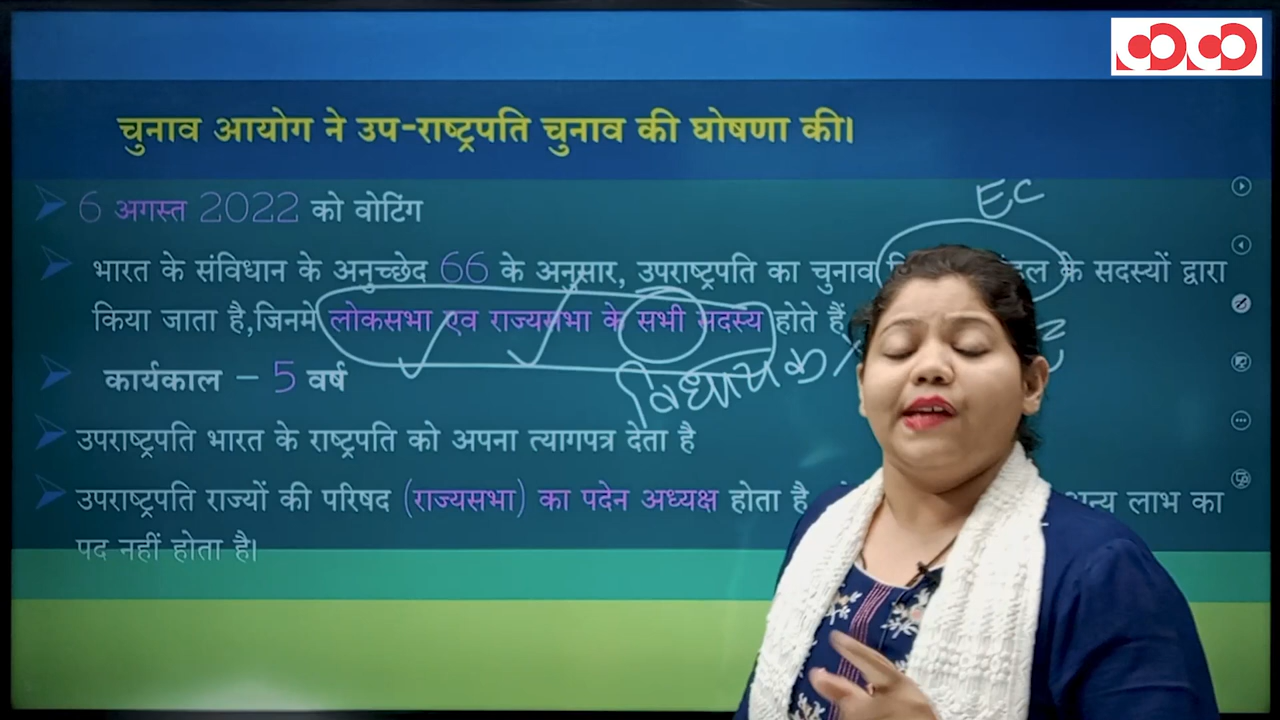 चुनाव आयोग ने उप-राष्ट्रपति चुनाव की घोषणा की।
EC
6 अगस्त 2022 को वोटिंग
भारत के संविधान के अनुच्छेद 66 के अनुसार, उपराष्ट्रपति का चुनाव के सदस्यों द्वारा
किया जाता है,जिनमे लोकसभा एव राज्यसभा के सभी सदस्य होते हैं
विधायक
कार्यकाल – 5 वर्ष
उपराष्ट्रपति भारत के राष्ट्रपति को अपना त्यागपत्र देता है
उपराष्ट्रपति राज्यों की परिषद (राज्यसभा) का पदेन अध्यक्ष होता है अन्य लाभ का
पद नहीं होता है।